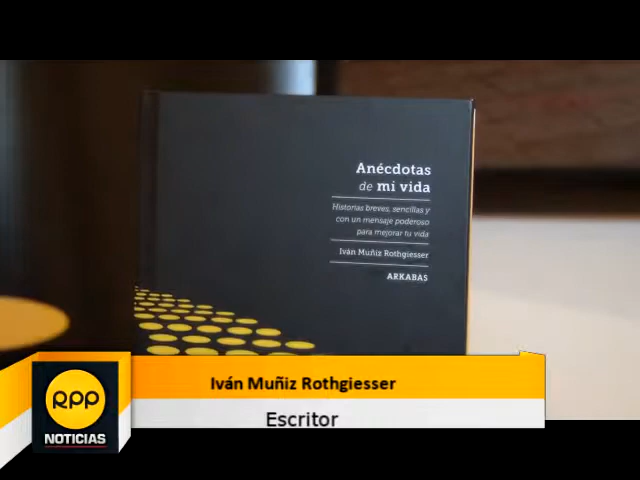 Anécdotas
de mi vida
Historias breves, sencillas y
con un mensaje poderoso
para mejorar tu vida
Iván Muñiz Rothgiesser
ARKABAS
Iván Muñiz Rothgiesser
Escritor
RPP
NOTICIAS